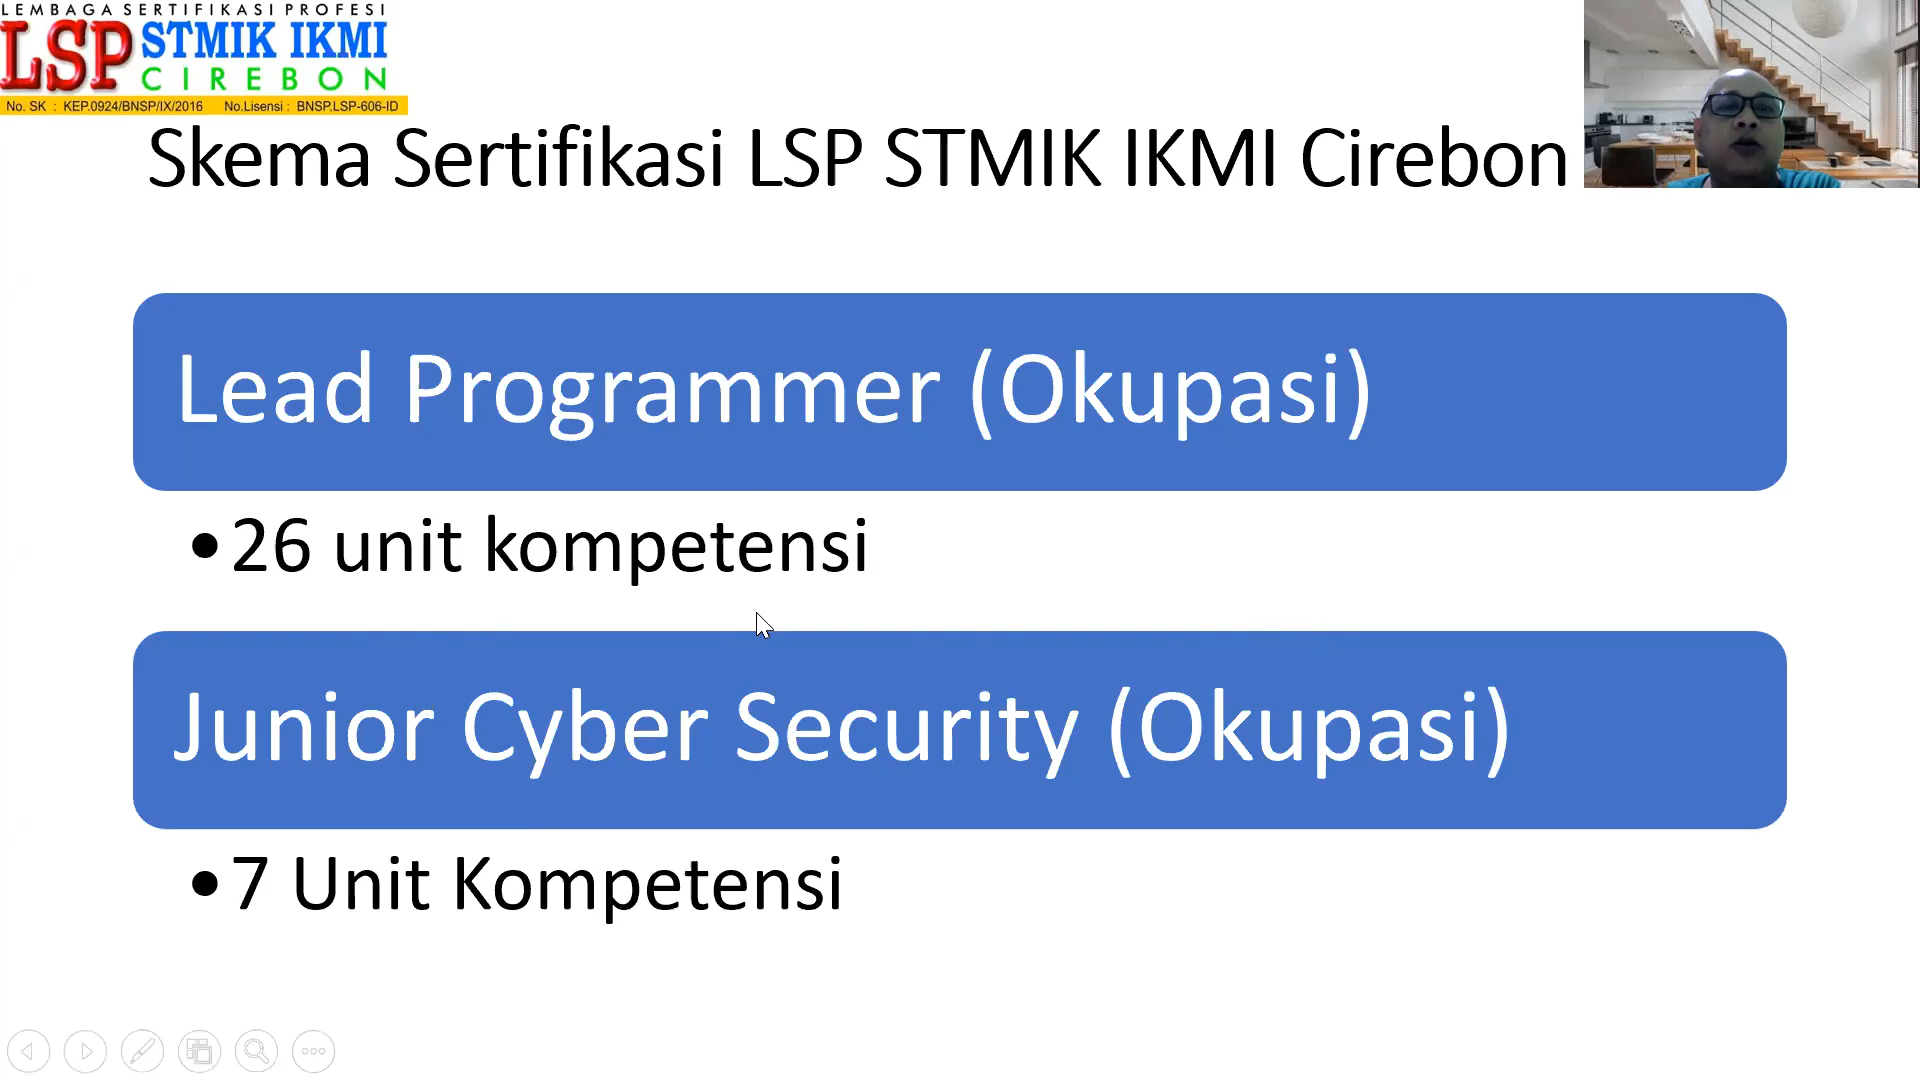 LEMBAGA SERTIFIKASI PROFESI
LSP STMIK IKMI
CIREBON
No. SK : KEP.0924/BNSP/IX/2016 No.Lisensi : BNSP.LSP-606-ID
Skema Sertifikasi LSP STMIK IKMI Cirebon
Lead Programmer (Okupasi)
•26 unit kompetensi
Junior Cyber Security (Okupasi)
•7 Unit Kompetensi